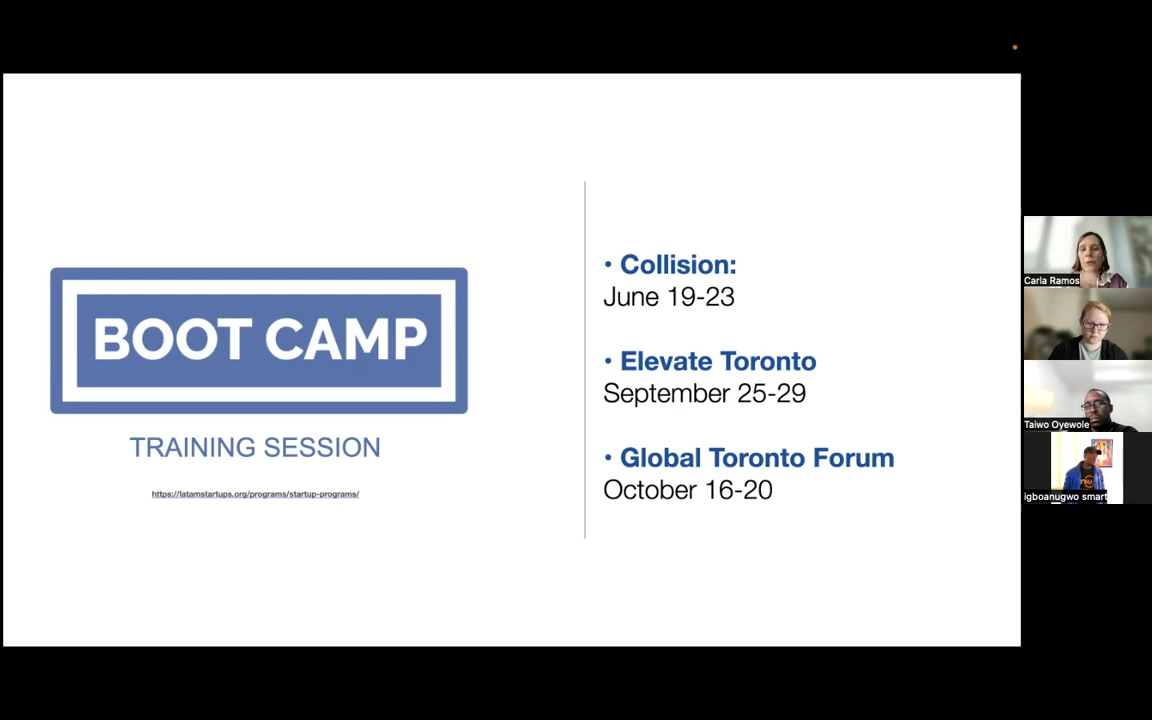 BOOT CAMP
TRAINING SESSION
https://latamstartups.org/programs/startup-programs/
• Collision:
June 19-23
• Elevate Toronto
September 25-29
• Global Toronto Forum
October 16-20
Carla Ramos
Taiwo Oyewole
igboanugwo smart